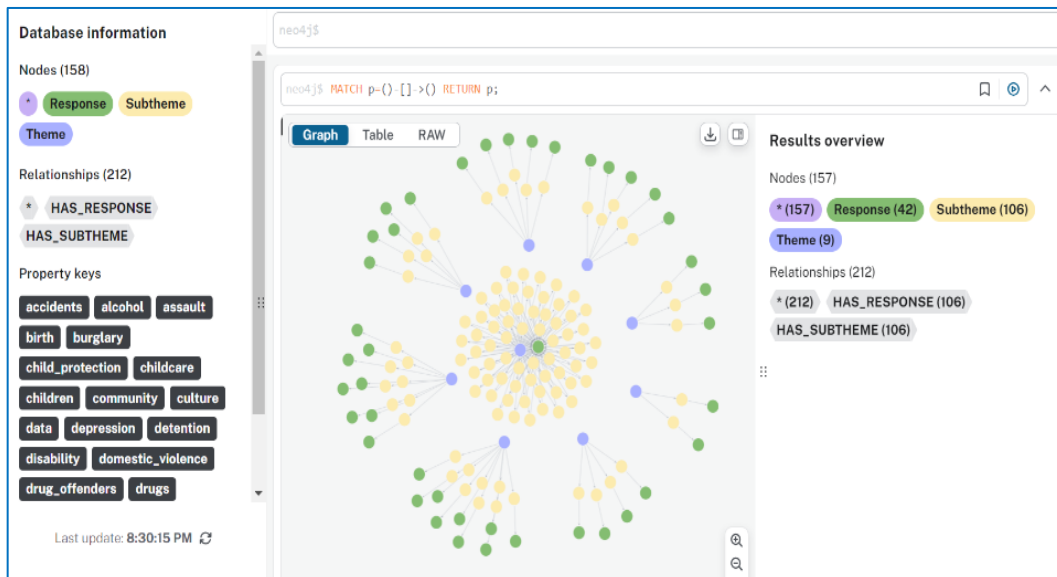 Database information
Nodes (158)
* Response Subtheme
Theme
Relationships (212)
* HAS_RESPONSE
HAS_SUBTHEME
Property keys
accidents alcohol assault
birth burglary
child_protection childcare
children community culture
data depression detention
disability domestic_violence
drug_offenders drugs
Last update: 8:30:15 PM
neo4j$
neo4j$ MATCH p=()-[]->() RETURN p;
Graph Table RAW
Results overview
Nodes (157)
* (157) Response (42) Subtheme (106)
Theme (9)
Relationships (212)
* (212) HAS_RESPONSE (106)
HAS_SUBTHEME (106)